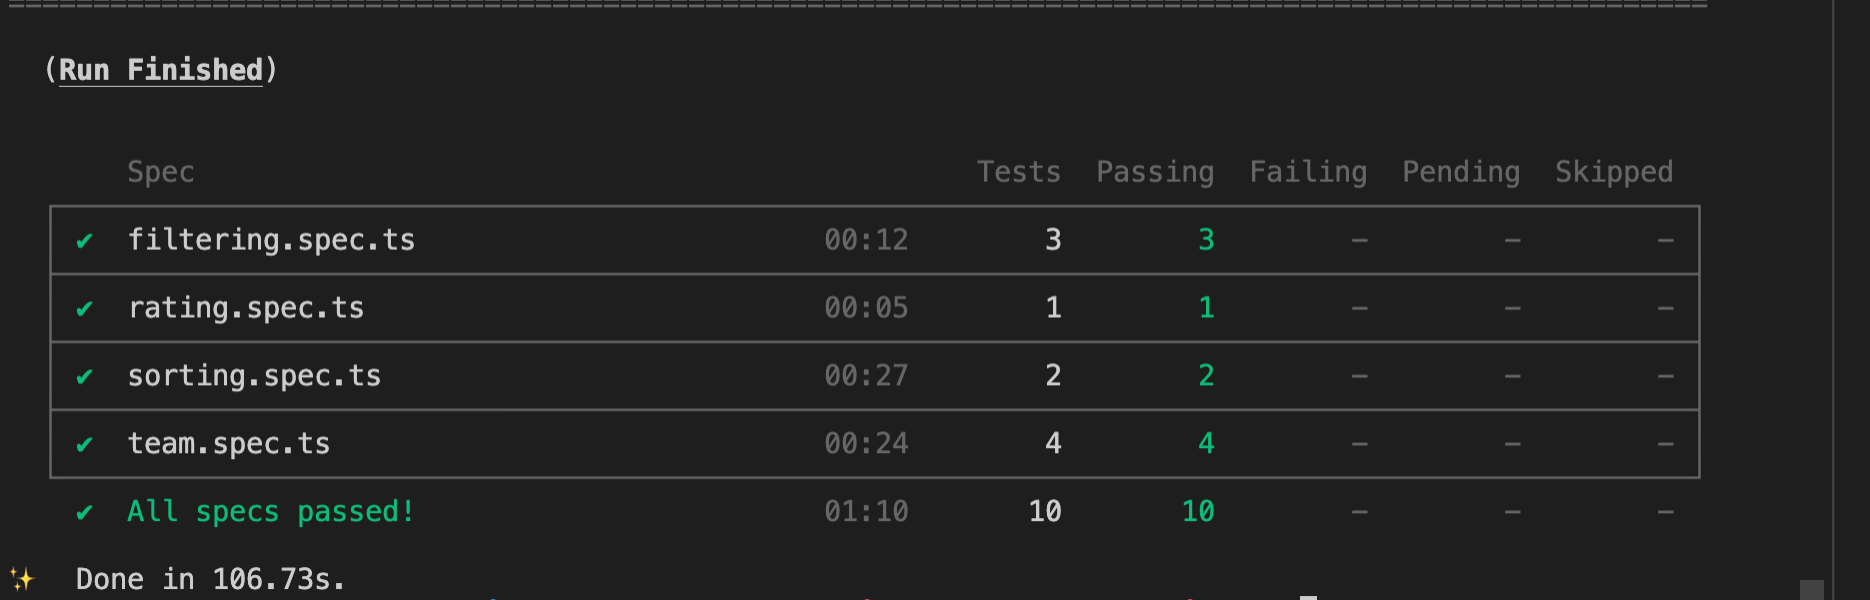 (Run Finished)
Spec Tests Passing Failing Pending Skipped
✔ filtering.spec.ts 00:12 3 3 – – –
✔ rating.spec.ts 00:05 1 1 – – –
✔ sorting.spec.ts 00:27 2 2 – – –
✔ team.spec.ts 00:24 4 4 – – –
✔ All specs passed! 01:10 10 10 – – –
✨ Done in 106.73s.